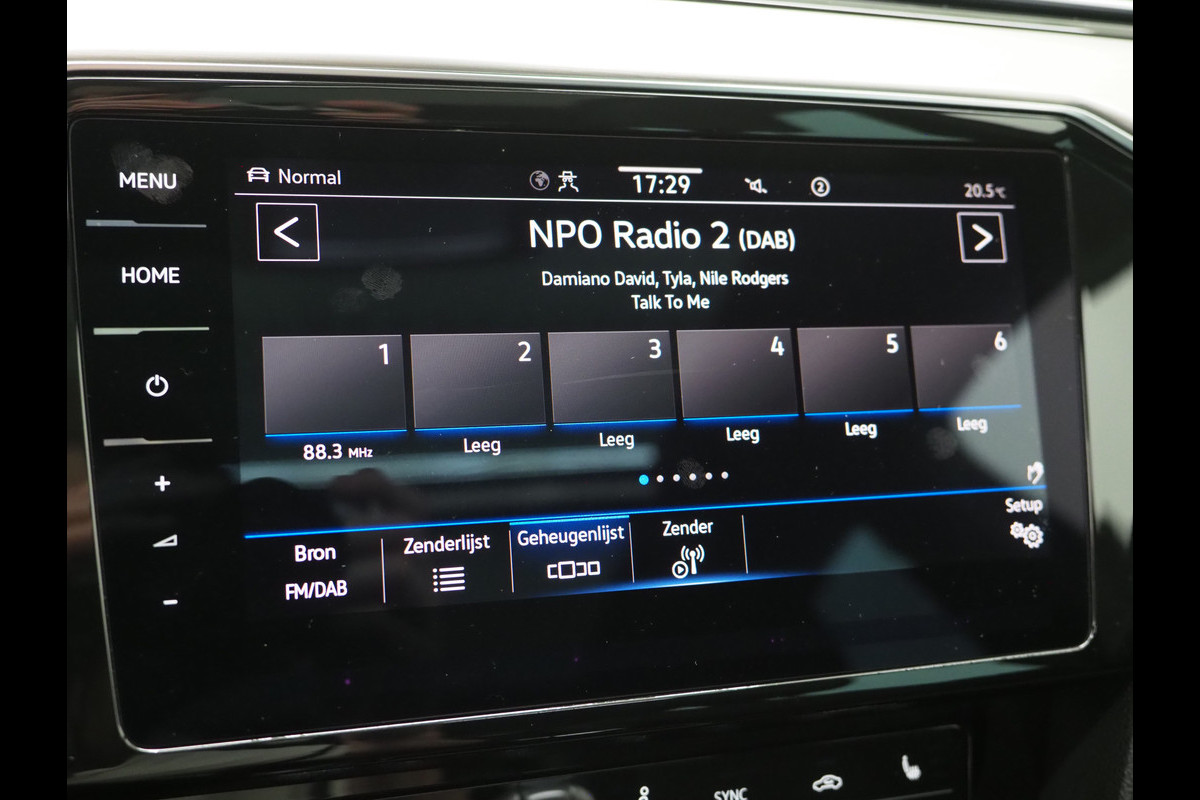 MENU
HOME
Normal
17:29
2
20.5°C
<
NPO Radio 2 (DAB)
>
Damiano David, Tyla, Nile Rodgers
Talk To Me
1
2
3
4
5
6
88.3 MHz
Leeg
Leeg
Leeg
Leeg
Leeg
+
-
Bron
FM/DAB
Zenderlijst
Geheugenlijst
Zender
Setup
SYNC